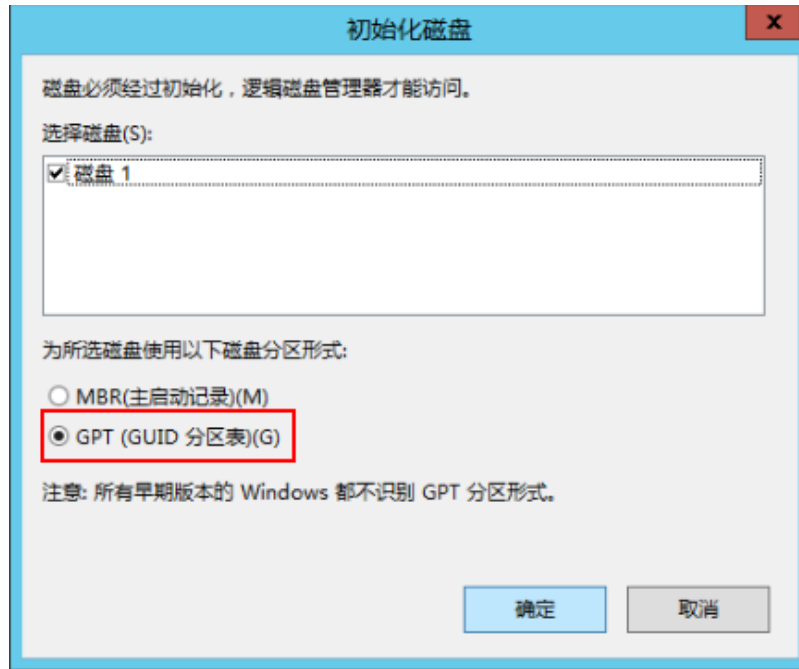 初始化磁盘
x
磁盘必须经过初始化，逻辑磁盘管理器才能访问。
选择磁盘(S):
磁盘 1
为所选磁盘使用以下磁盘分区形式:
MBR(主启动记录)(M)
GPT (GUID 分区表)(G)
注意: 所有早期版本的 Windows 都不识别 GPT 分区形式。
确定 取消